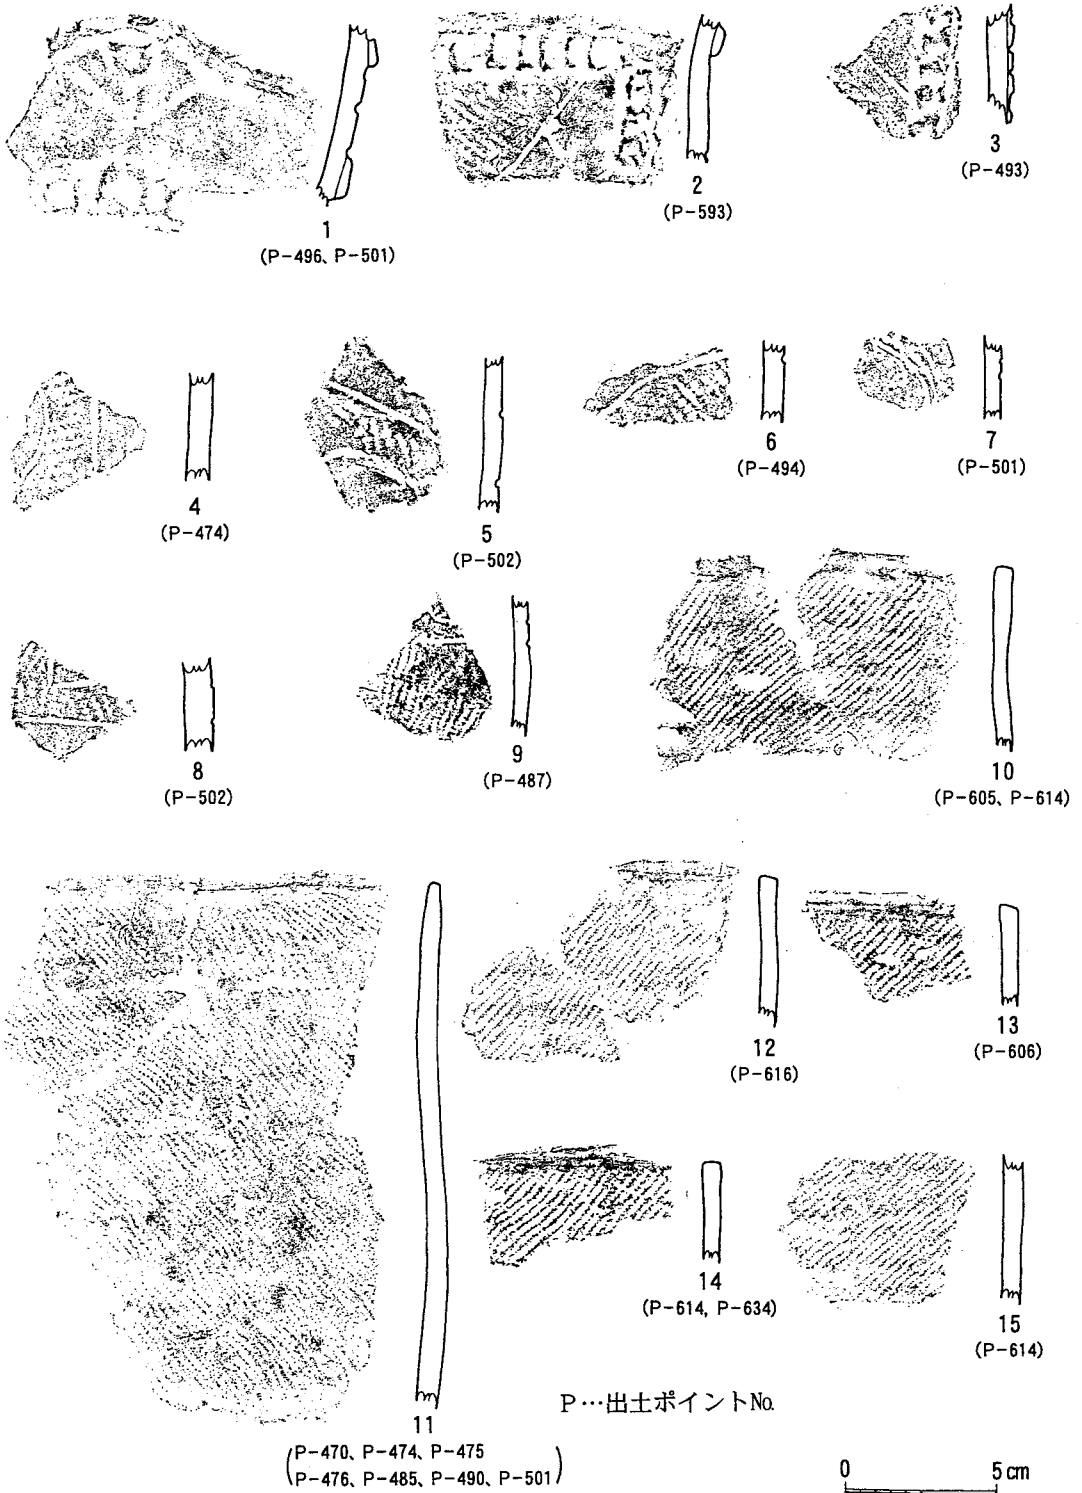 1
(P-496、P-501)
2
(P-593)
3
(P-493)
4
(P-474)
5
(P-502)
6
(P-494)
7
(P-501)
8
(P-502)
9
(P-487)
10
(P-605、P-614)
11
(P-470、P-474、P-475
P-476、P-485、P-490、P-501)
12
(P-616)
13
(P-606)
14
(P-614, P-634)
15
(P-614)
P…出土ポイントNo.
0 5cm